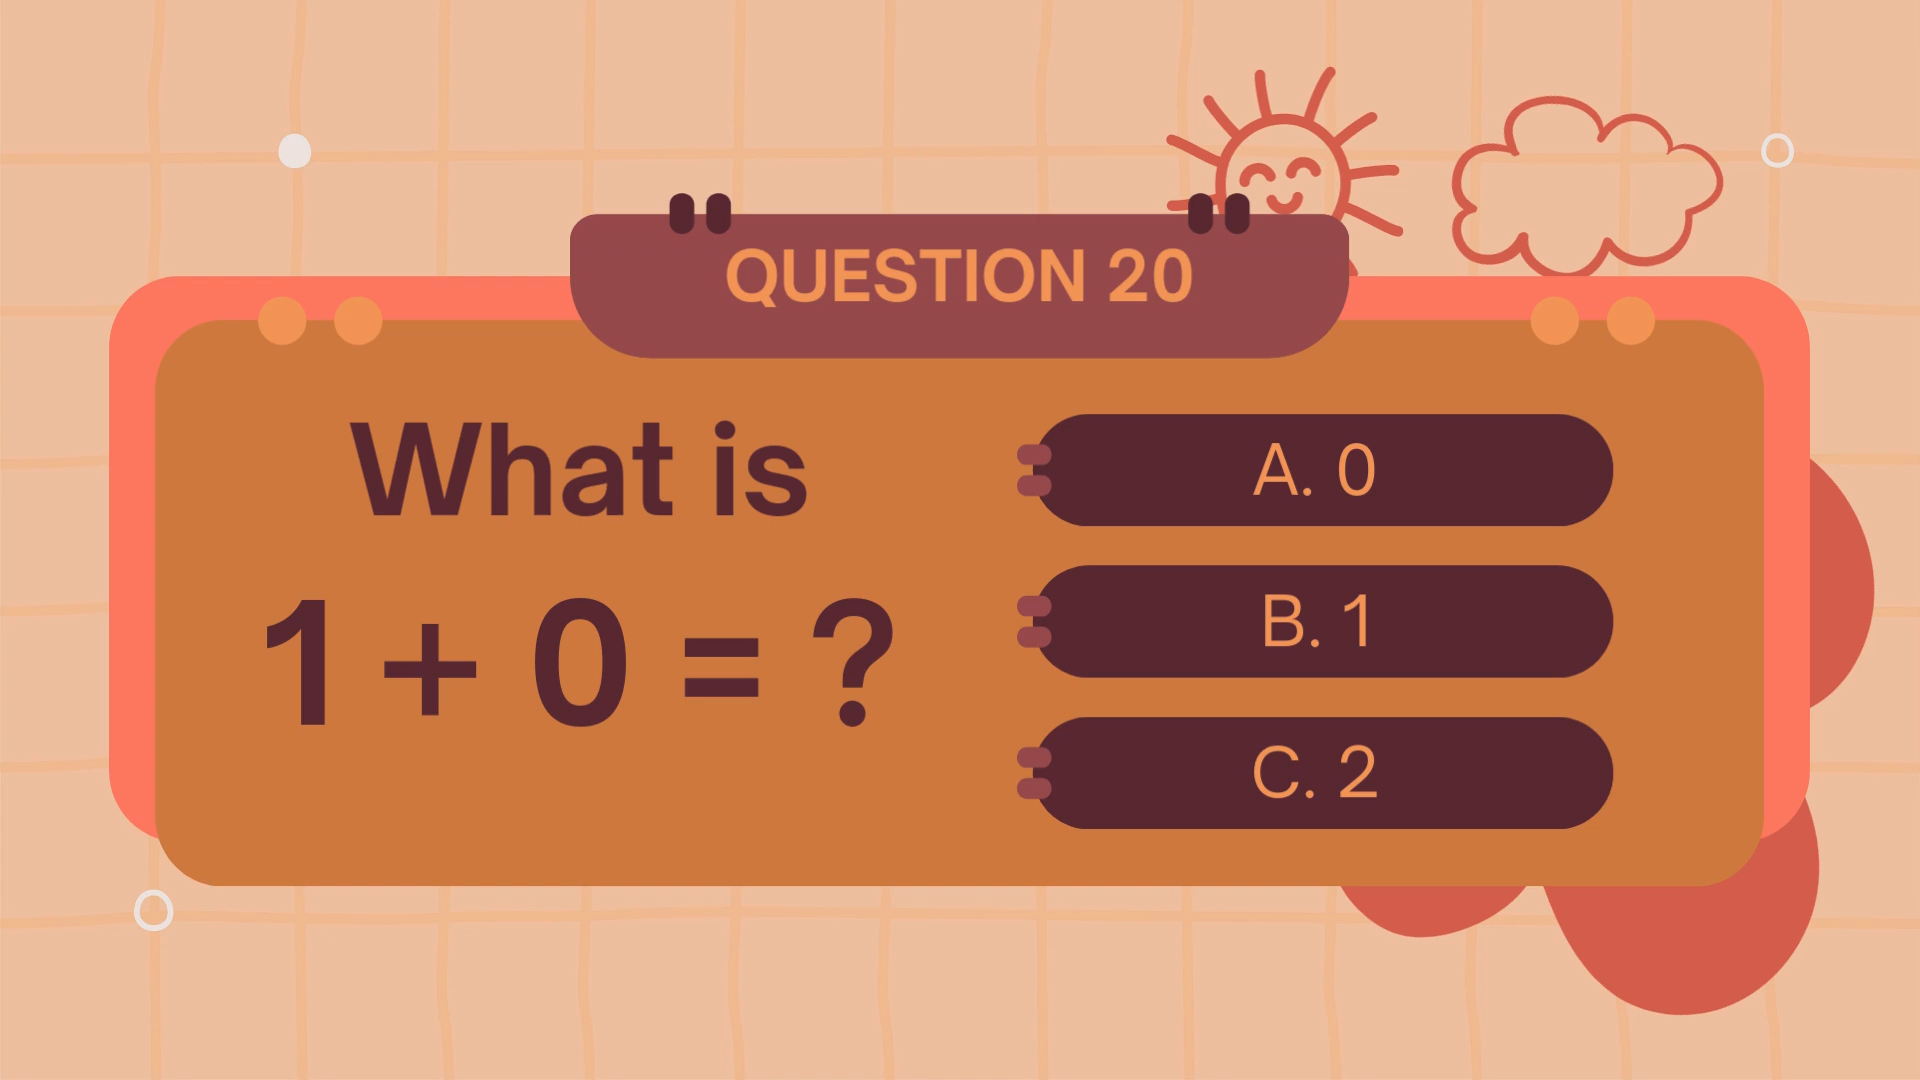 QUESTION 20
What is
1 + 0 = ?
A. 0
B. 1
C. 2